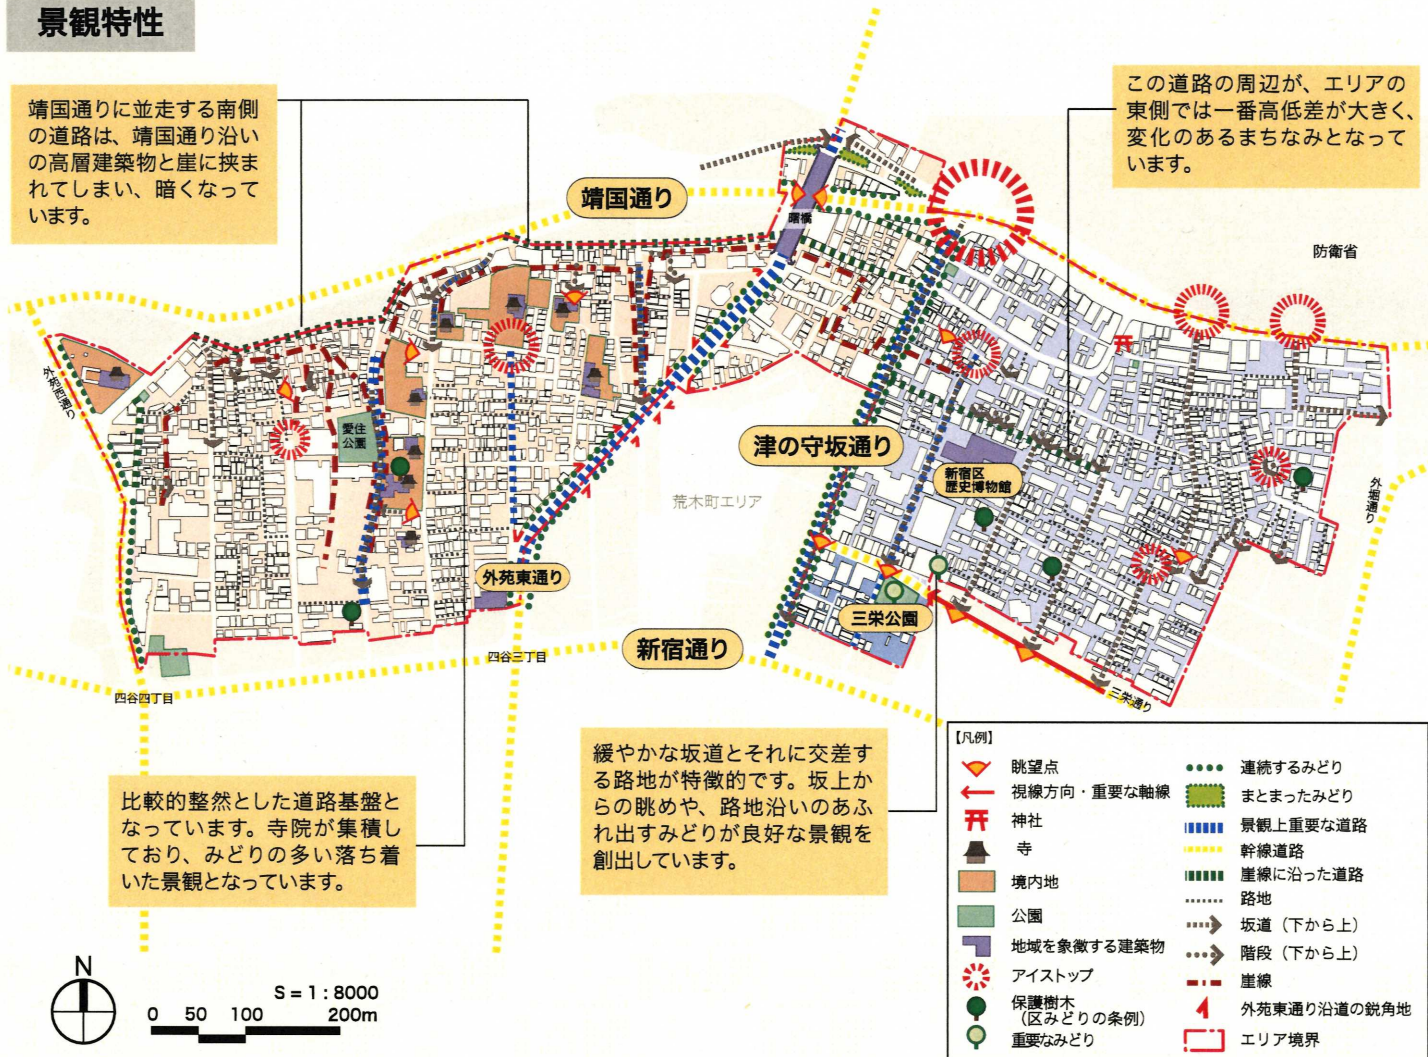 景観特性
靖国通りに並走する南側
の道路は、靖国通り沿い
の高層建築物と崖に挟ま
れてしまい、暗くなって
います。
この道路の周辺が、エリアの
東側では一番高低差が大きく、
変化のあるまちなみとなって
います。
靖国通り
曙橋
防衛省
外苑西通り
愛住
公園
津の守坂通り
新宿区
歴史博物館
荒木町エリア
外堀通り
外苑東通り
三栄公園
新宿通り
四谷三丁目
四谷四丁目
三栄通り
比較的整然とした道路基盤と
なっています。寺院が集積し
ており、みどりの多い落ち着
いた景観となっています。
緩やかな坂道とそれに交差す
る路地が特徴的です。坂上か
らの眺めや、路地沿いのあふ
れ出すみどりが良好な景観を
創出しています。
【凡例】
眺望点
視線方向・重要な軸線
神社
寺
境内地
公園
地域を象徴する建築物
アイストップ
保護樹木
（区みどりの条例）
重要なみどり
連続するみどり
まとまったみどり
景観上重要な道路
幹線道路
崖線に沿った道路
路地
坂道（下から上）
階段（下から上）
崖線
外苑東通り沿道の鋭角地
エリア境界
N
S = 1 : 8000
0 50 100 200m